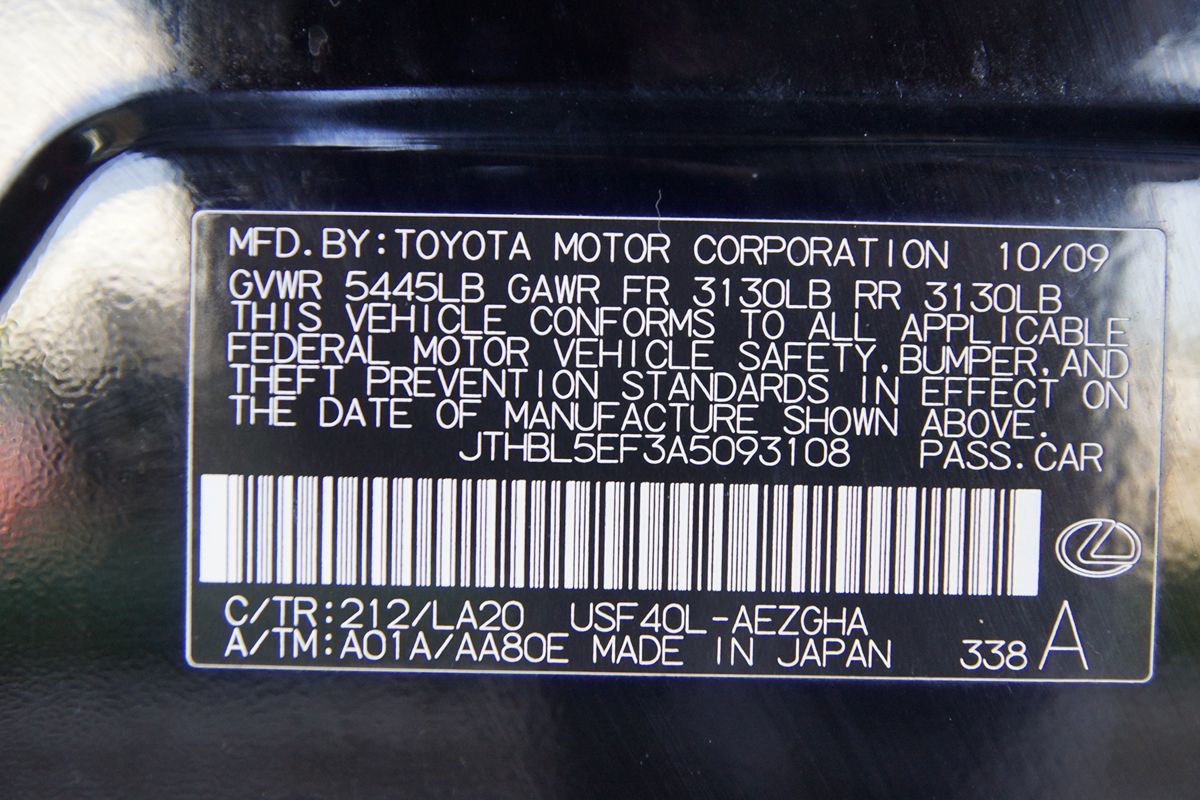 MFD. BY: TOYOTA MOTOR CORPORATION 10/09
GVWR 5445LB GAWR FR 3130LB RR 3130LB
THIS VEHICLE CONFORMS TO ALL APPLICABLE
FEDERAL MOTOR VEHICLE SAFETY, BUMPER, AND
THEFT PREVENTION STANDARDS IN EFFECT ON
THE DATE OF MANUFACTURE SHOWN ABOVE.
JTHBL5EF3A5093108 PASS. CAR
C/TR: 212/LA20 USF40L-AEZGHA
A/TM: A01A/AA80E MADE IN JAPAN 338 A